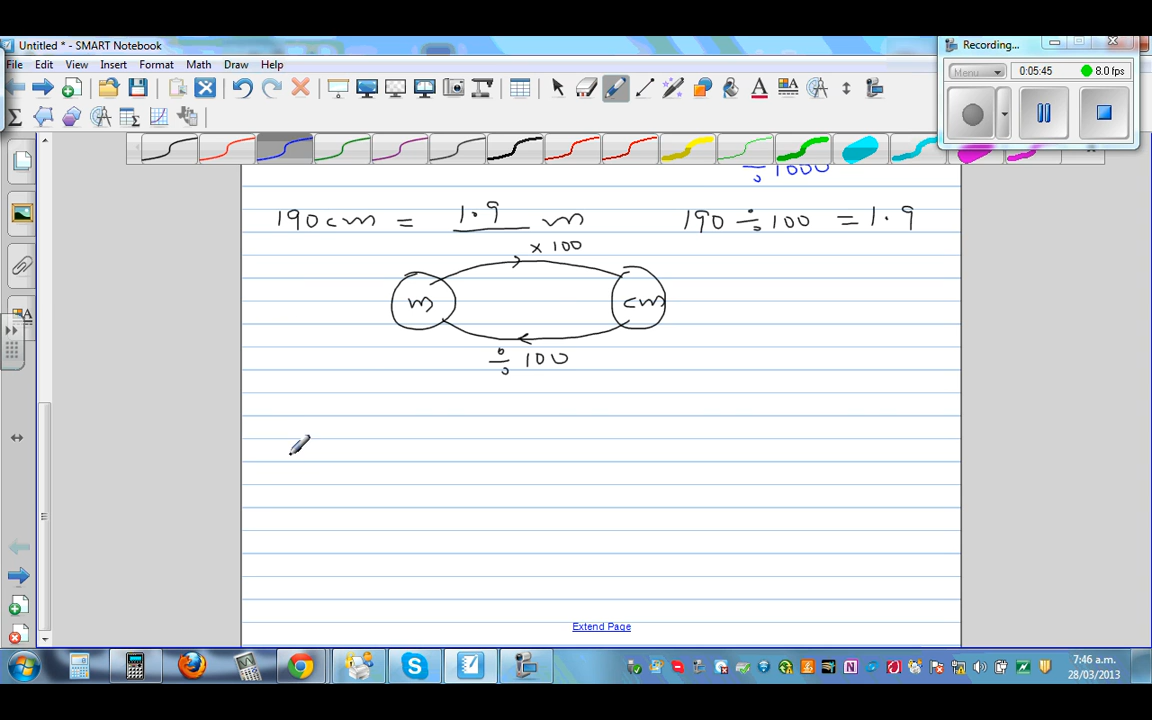 Untitled * - SMART Notebook
Recording...
File Edit View Insert Format Math Draw Help
Menu
0:05:45
8.0 fps
÷ 1000
190 cm = 1.9 m
190 ÷ 100 = 1.9
x 100
m
cm
÷ 100
Extend Page
7:46 a.m.
28/03/2013